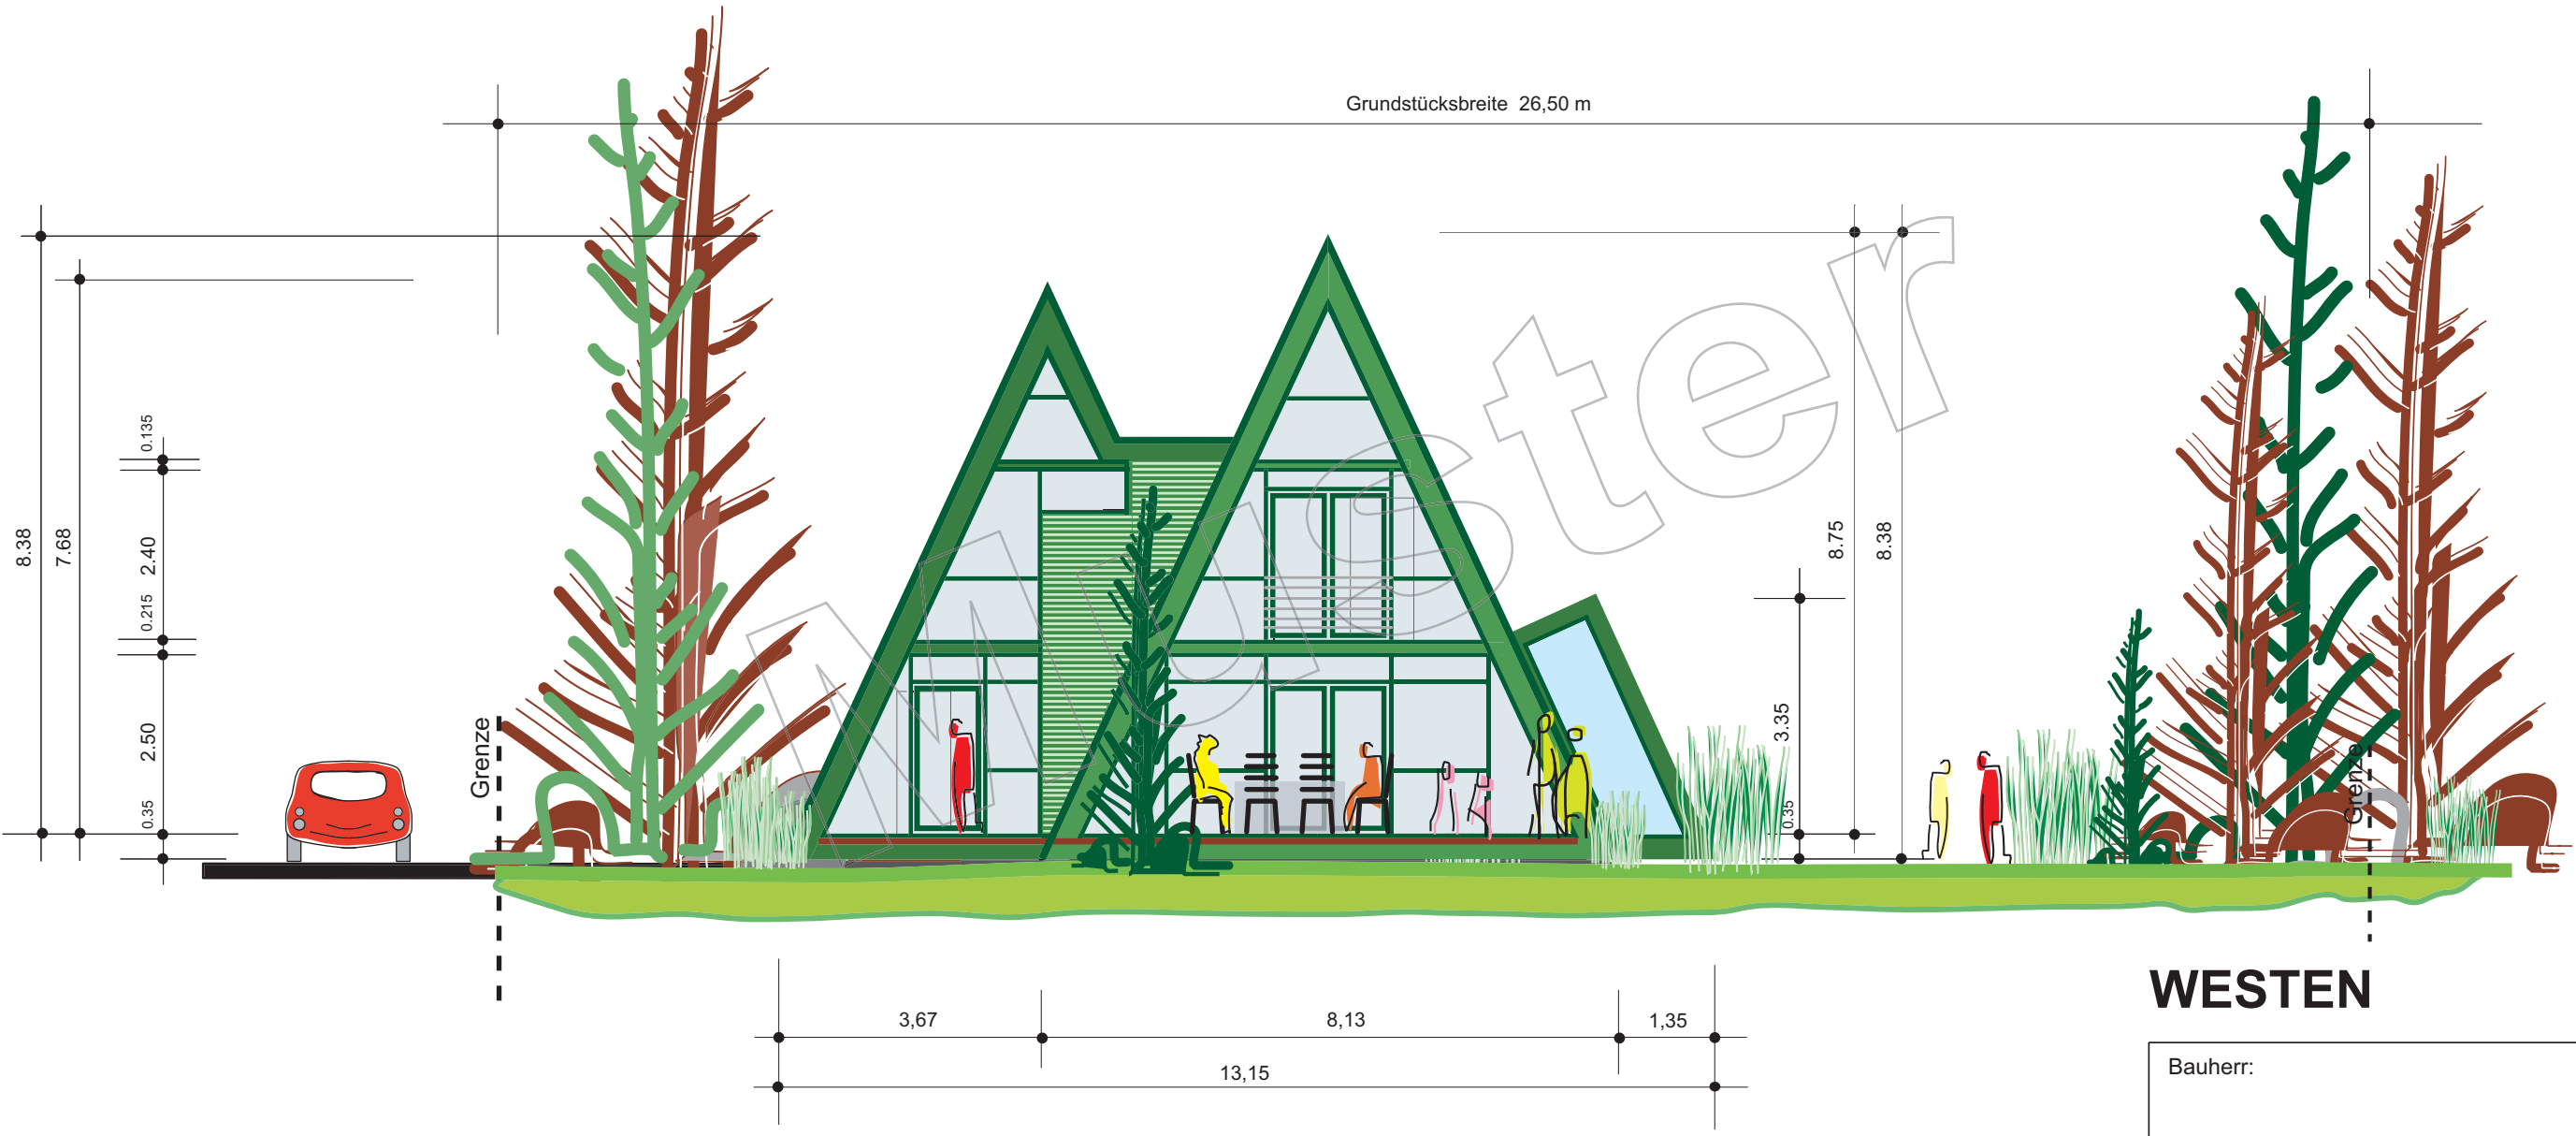 Grundstücksbreite 26,50 m
Muster
8.38
7.68
0.135
2.40
0.215
2.50
0.35
Grenze
8.75
8.38
3.35
0.35
Grenze
3,67
8,13
1,35
13,15
WESTEN
Bauherr: